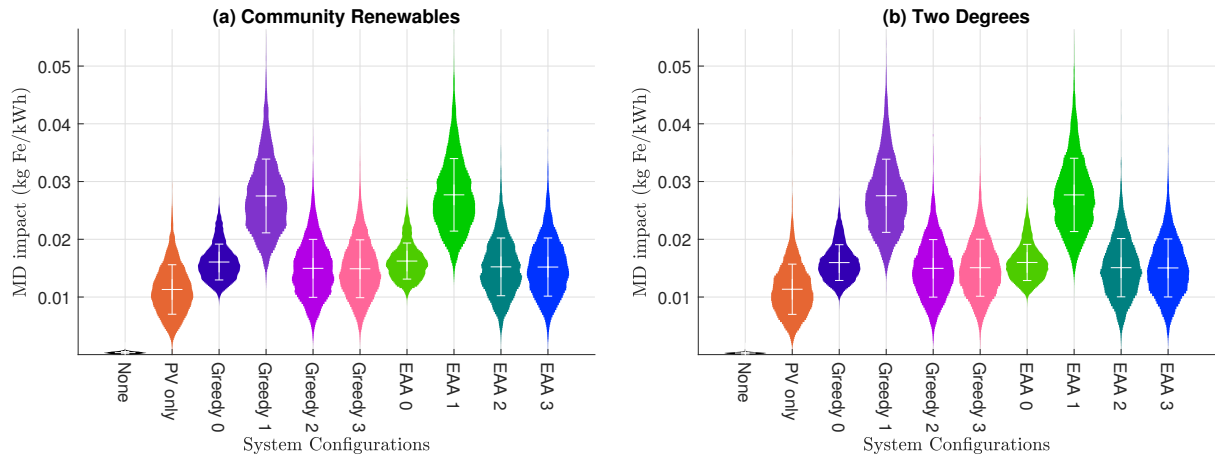 (a) Community Renewables
MD impact (kg Fe/kWh)
0.05
0.04
0.03
0.02
0.01
None
PV only
Greedy 0
Greedy 1
Greedy 2
Greedy 3
EAA 0
EAA 1
EAA 2
EAA 3
System Configurations
(b) Two Degrees
MD impact (kg Fe/kWh)
0.05
0.04
0.03
0.02
0.01
None
PV only
Greedy 0
Greedy 1
Greedy 2
Greedy 3
EAA 0
EAA 1
EAA 2
EAA 3
System Configurations